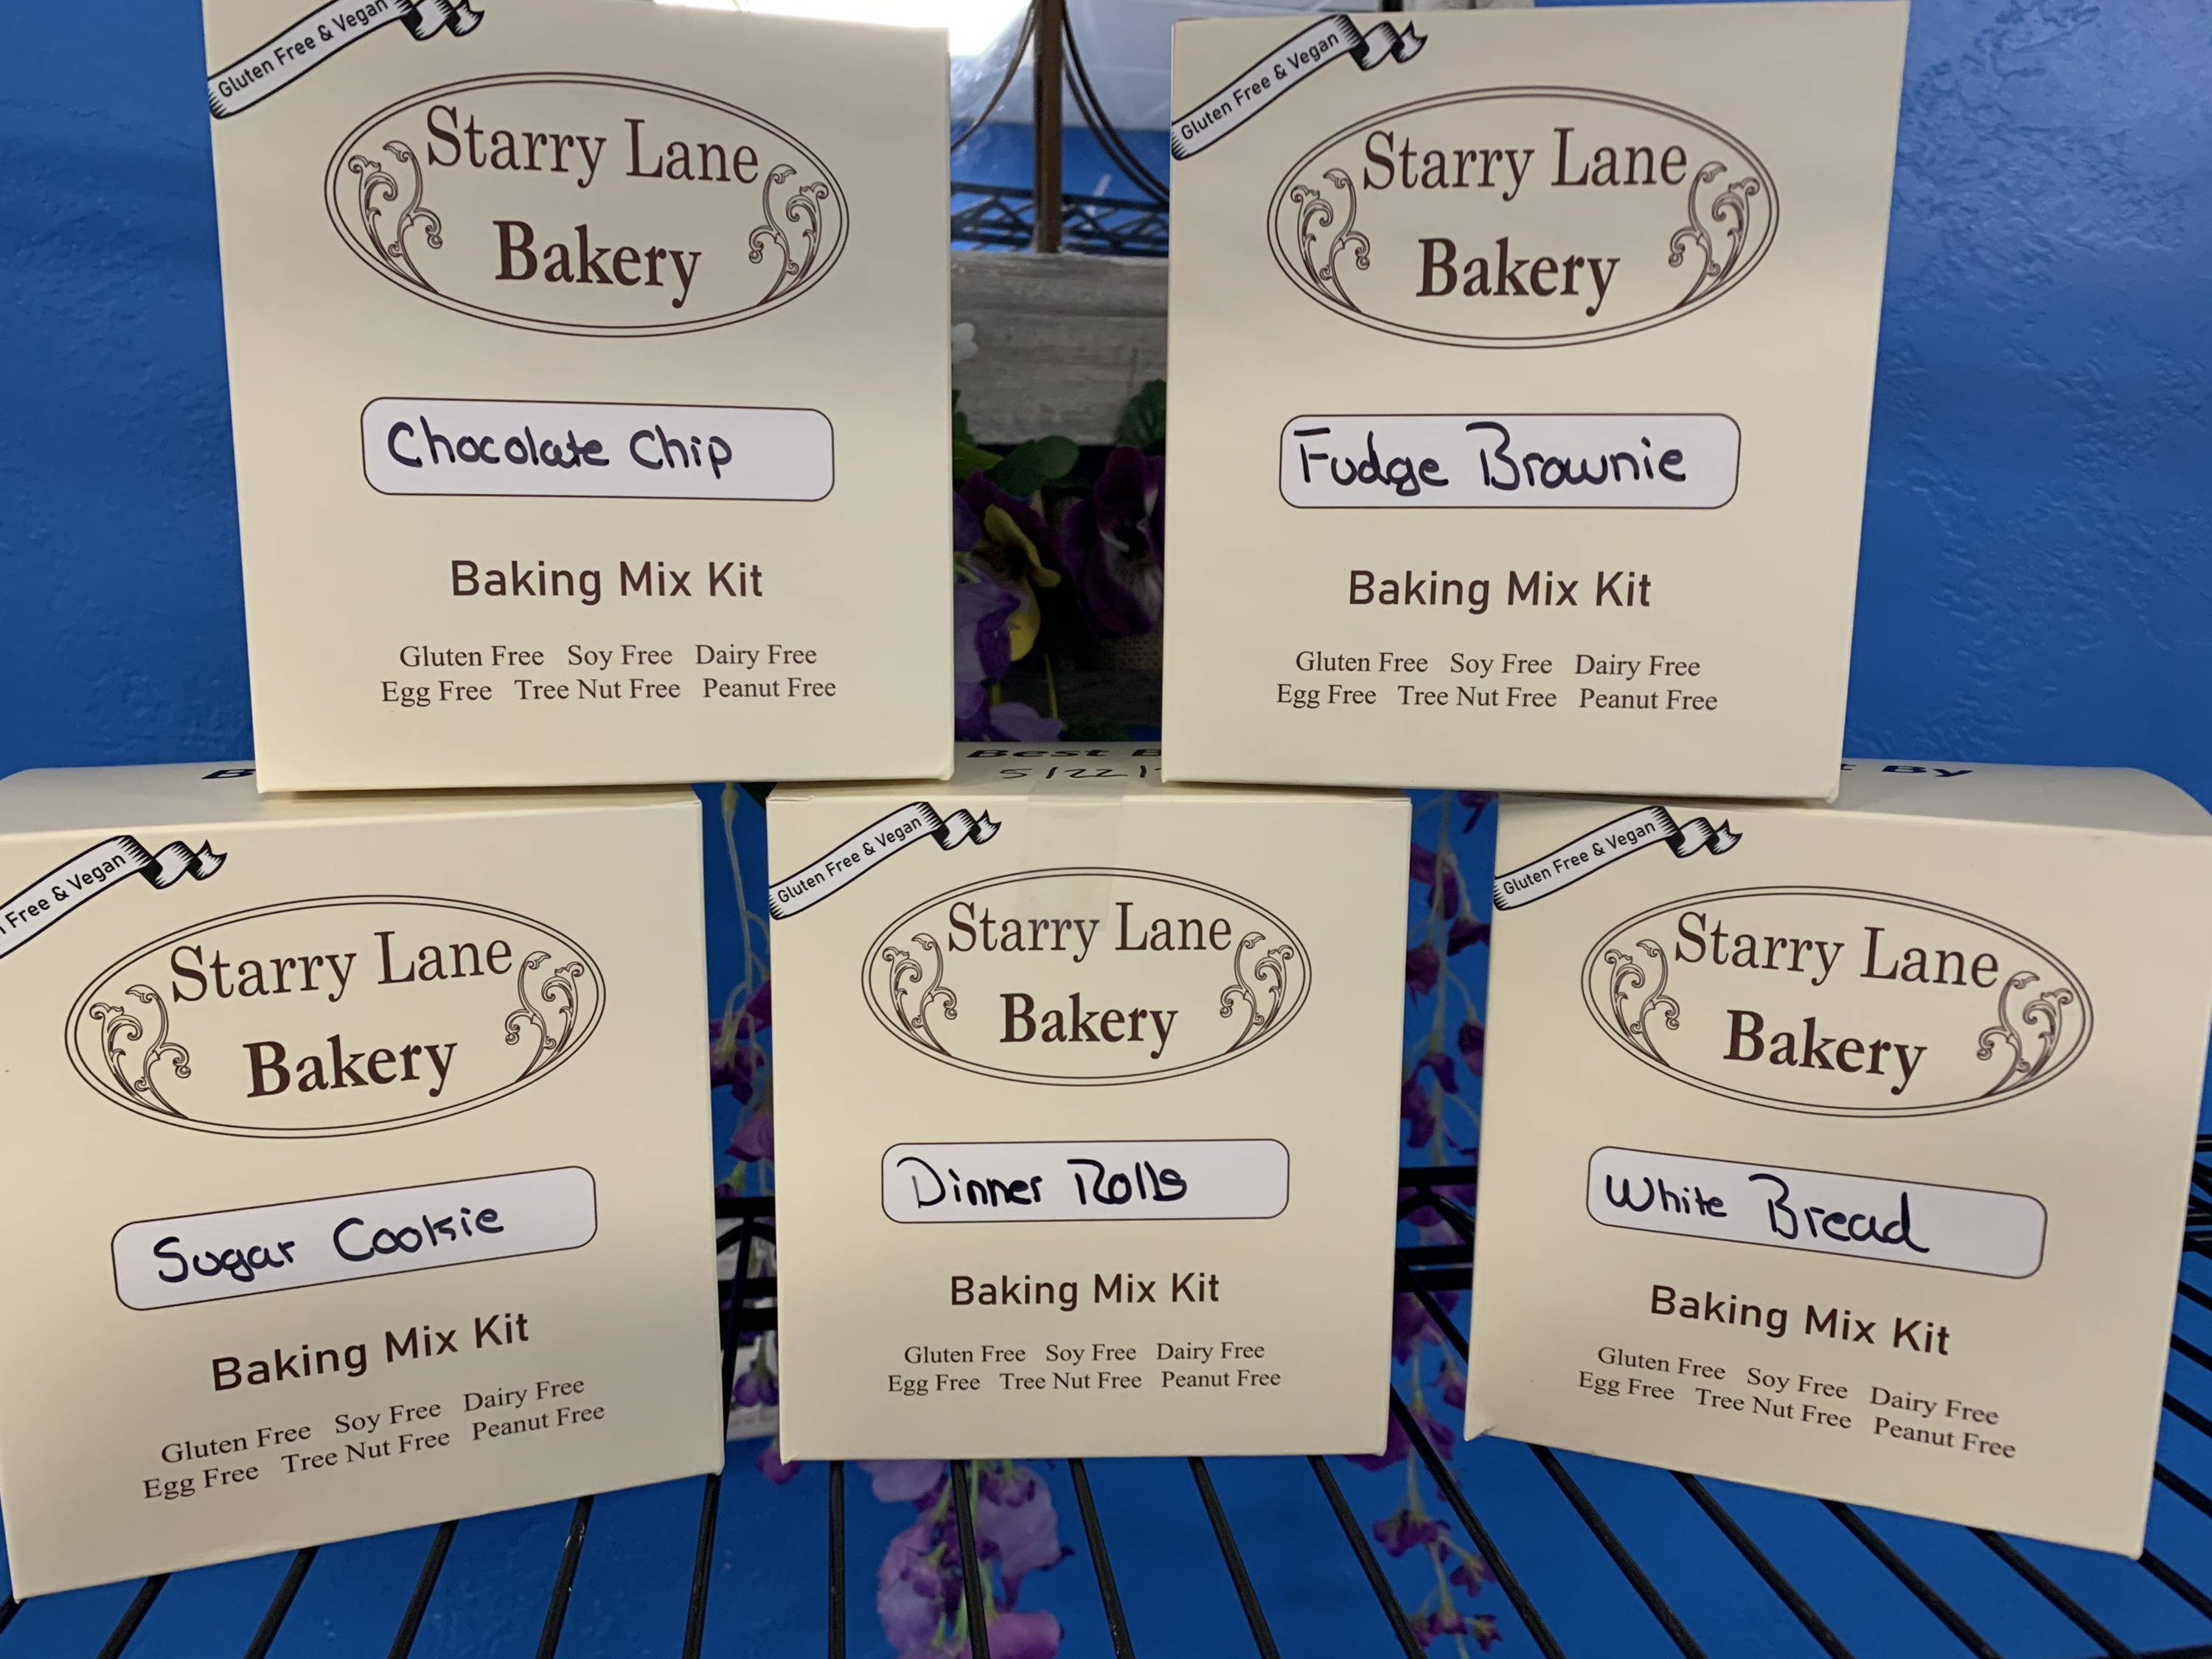 Gluten Free & Vegan
Starry Lane
Bakery
Chocolate Chip
Baking Mix Kit
Gluten Free Soy Free Dairy Free
Egg Free Tree Nut Free Peanut Free
Gluten Free & Vegan
Starry Lane
Bakery
Fudge Brownie
Baking Mix Kit
Gluten Free Soy Free Dairy Free
Egg Free Tree Nut Free Peanut Free
Free & Vegan
Starry Lane
Bakery
Sugar Cookie
Baking Mix Kit
Gluten Free Soy Free Dairy Free
Egg Free Tree Nut Free Peanut Free
Best
5/22/
Gluten Free & Vegan
Starry Lane
Bakery
Dinner Rolls
Baking Mix Kit
Gluten Free Soy Free Dairy Free
Egg Free Tree Nut Free Peanut Free
By
Gluten Free & Vegan
Starry Lane
Bakery
White Bread
Baking Mix Kit
Gluten Free Soy Free Dairy Free
Egg Free Tree Nut Free Peanut Free